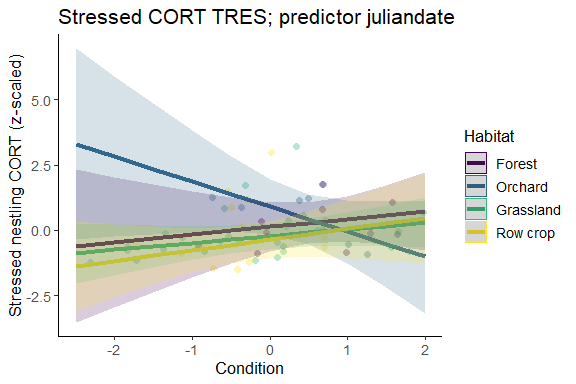 Stressed CORT TRES; predictor juliandate
Stressed nestling CORT (z-scaled)
5.0
2.5
0.0
-2.5
-2
-1
0
1
2
Condition
Habitat
Forest
Orchard
Grassland
Row crop